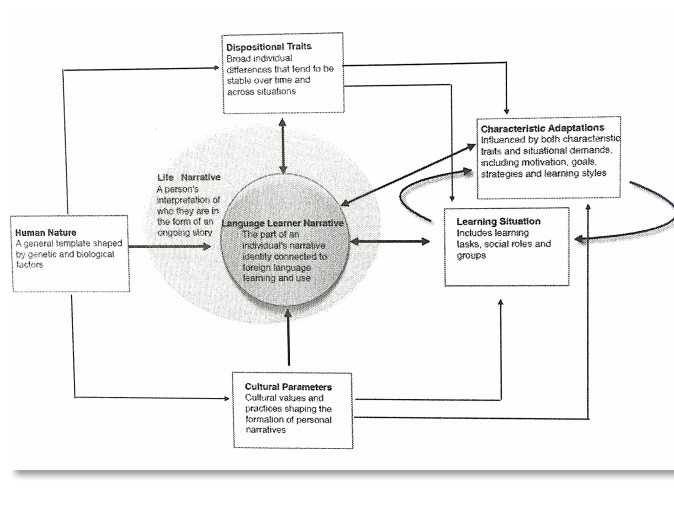 Dispositional Traits
Broad individual
differences that tend to be
stable over time and
across situations
Characteristic Adaptations
Influenced by both characteristic
traits and situational demands,
including motivation, goals,
strategies and learning styles
Life Narrative
A person's
interpretation of
who they are in
the form of an
ongoing story
Language Learner Narrative
The part of an
individual's narrative
identity connected to
foreign language
learning and use
Human Nature
A general template shaped
by genetic and biological
factors
Learning Situation
Includes learning
tasks, social roles and
groups
Cultural Parameters
Cultural values and
practices shaping the
formation of personal
narratives